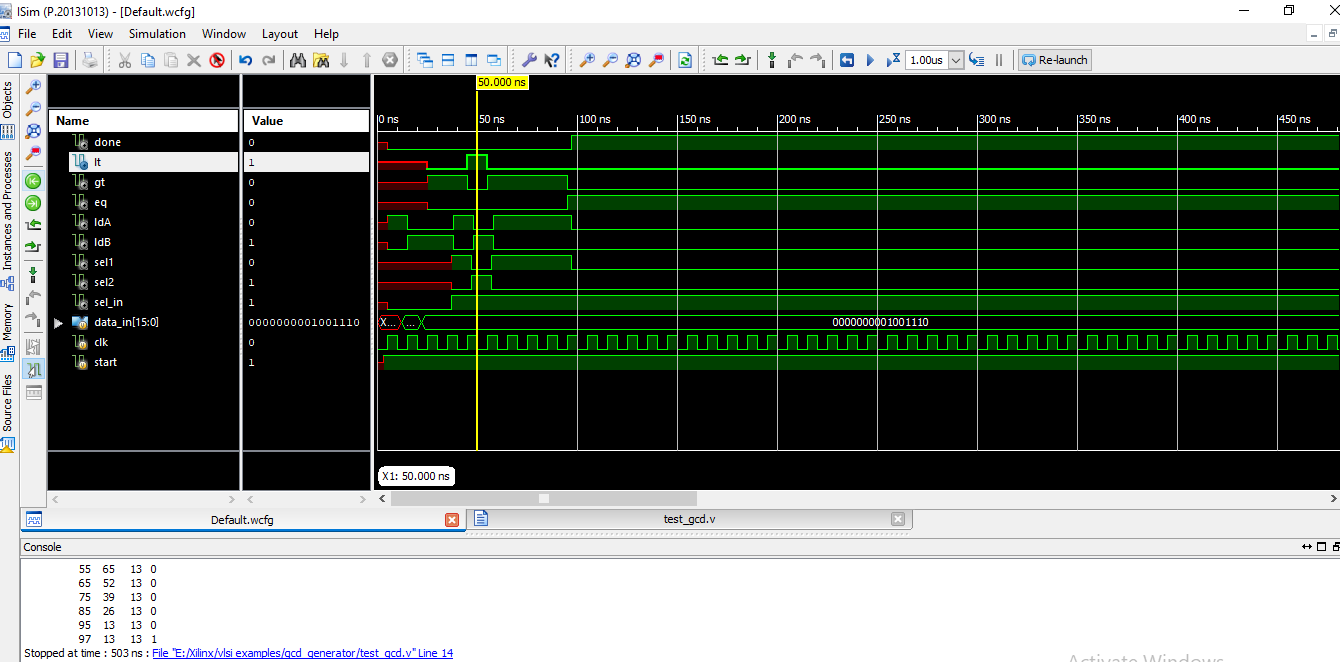 ISim (P.20131013) - [Default.wcfg]
File Edit View Simulation Window Layout Help
1.00us Re-launch
50.000 ns
Objects
Instances and Processes
Memory
Source Files
Name Value
0 ns 50 ns 100 ns 150 ns 200 ns 250 ns 300 ns 350 ns 400 ns 450 ns
done 0
lt 1
gt 0
eq 0
ldA 0
ldB 1
sel1 0
sel2 1
sel_in 1
data_in[15:0] 0000000001001110 X... ... 0000000001001110
clk 0
start 1
X1: 50.000 ns
Default.wcfg test_gcd.v
Console
55 65 13 0
65 52 13 0
75 39 13 0
85 26 13 0
95 13 13 0
97 13 13 1
Stopped at time : 503 ns : File "E:/Xilinx/vlsi examples/gcd_generator/test_gcd.v" Line 14
Activate Windows